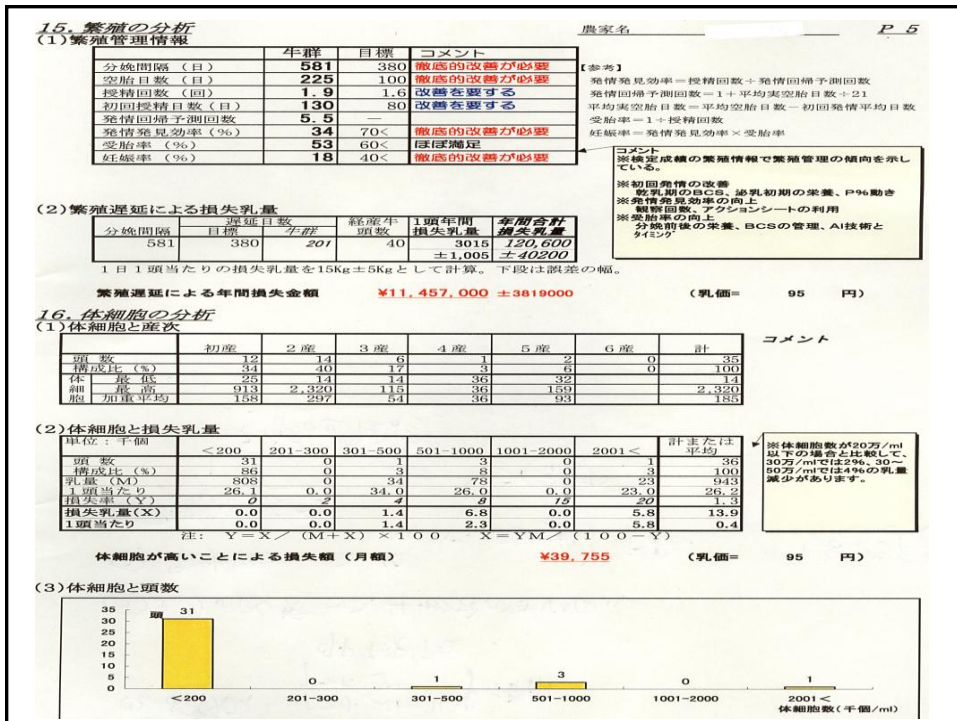 15. 繁殖の分析 農家名 P 5
(1)繁殖管理情報
牛群 目標 コメント
分娩間隔(日) 581 380 徹底的改善が必要
空胎日数(日) 225 100 徹底的改善が必要
授精回数(回) 1.9 1.6 改善を要する
初回授精日数(日) 130 80 改善を要する
発情回帰予測回数 5.5 —
発情発見効率(%) 34 70< 徹底的改善が必要
受胎率(%) 53 60< ほぼ満足
妊娠率(%) 18 40< 徹底的改善が必要
【参考】
発情発見効率=授精回数÷発情回帰予測回数
発情回帰予測回数=1+平均実空胎日数÷21
平均実空胎日数=平均空胎日数−初回発情平均日数
受胎率=1÷授精回数
妊娠率=発情発見効率×受胎率
コメント
※検定成績の繁殖情報で繁殖管理の傾向を示し
ている。
※初回発情の改善
乾乳期のBCS、泌乳初期の栄養、P%動き
※発情発見効率の向上
観察回数、アクションシートの利用
※受胎率の向上
分娩前後の栄養、BCSの管理、AI技術と
タイミング
(2)繁殖遅延による損失乳量
遅延日数 経産牛 1頭年間 年間合計
分娩間隔 目標 牛群 頭数 損失乳量 損失乳量
581 380 201 40 3015 120,600
±1,005 ±40200
1日1頭当たりの損失乳量を15Kg±5Kgとして計算。下段は誤差の幅。
繁殖遅延による年間損失金額 ¥11,457,000 ±3819000 (乳価= 95 円)
16. 体細胞の分析
(1)体細胞と産次
コメント
初産 2産 3産 4産 5産 6産 計
頭 数 12 14 6 1 2 0 35
構成比(%) 34 40 17 3 6 0 100
体 最 低 25 14 14 36 32 14
細 最 高 913 2,320 115 36 159 2,320
胞 加重平均 158 297 54 36 93 185
(2)体細胞と損失乳量
単位:千個 <200 201-300 301-500 501-1000 1001-2000 2001< 計または
平均
頭 数 31 0 1 3 0 1 36
構成比(%) 86 0 3 8 0 3 100
乳量(M) 808 0 34 78 0 23 943
1頭当たり 26.1 0.0 34.0 26.0 0.0 23.0 26.2
損失率(Y) 0 2 4 8 15 20 1.3
損失乳量(X) 0.0 0.0 1.4 6.8 0.0 5.8 13.9
1頭当たり 0.0 0.0 1.4 2.3 0.0 5.8 0.4
注: Y=X/(M+X)×100 X=YM/(100−Y)
※体細胞数が20万/ml
以下の場合と比較して、
30万/mlでは2%、30〜
50万/mlでは4%の乳量
減少があります。
体細胞が高いことによる損失額(月額) ¥39,755 (乳価= 95 円)
(3)体細胞と頭数
頭
35
30
25
20
15
10
5
0
31 0 1 3 0 1
<200 201-300 301-500 501-1000 1001-2000 2001<
体細胞数(千個/ml)